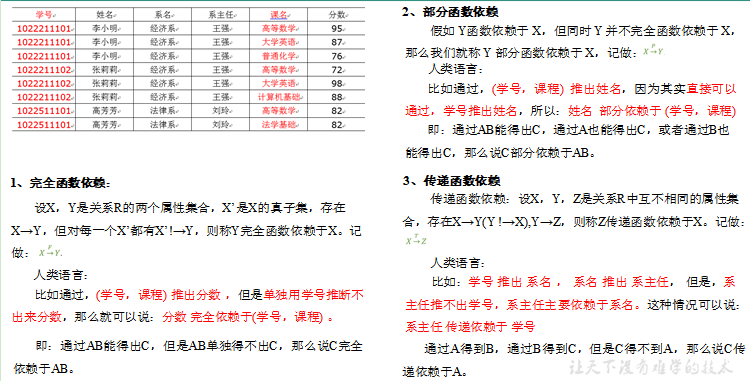 学号 姓名 系名 系主任 课名 分数
1022211101 李小明 经济系 王强 高等数学 95
1022211101 李小明 经济系 王强 大学英语 87
1022211101 李小明 经济系 王强 普通化学 76
1022211102 张莉莉 经济系 王强 高等数学 72
1022211102 张莉莉 经济系 王强 大学英语 98
1022211102 张莉莉 经济系 王强 计算机基础 88
1022511101 高芳芳 法律系 刘玲 高等数学 82
1022511101 高芳芳 法律系 刘玲 法学基础 82
1、完全函数依赖:
设X，Y是关系R的两个属性集合，X’是X的真子集，存在
X→Y，但对每一个X’都有X’!→Y，则称Y完全函数依赖于X。记
做：X F→ Y.
人类语言：
比如通过，(学号，课程) 推出分数 ，但是单独用学号推断不
出来分数，那么就可以说：分数 完全依赖于(学号，课程) 。
即：通过AB能得出C，但是AB单独得不出C，那么说C完全
依赖于AB。
2、部分函数依赖
假如 Y函数依赖于 X，但同时 Y 并不完全函数依赖于 X，
那么我们就称 Y 部分函数依赖于 X，记做：X P→ Y
人类语言：
比如通过，(学号，课程) 推出姓名，因为其实直接可以
通过，学号推出姓名，所以：姓名 部分依赖于 (学号，课程)
即：通过AB能得出C，通过A也能得出C，或者通过B也
能得出C，那么说C部分依赖于AB。
3、传递函数依赖
传递函数依赖：设X，Y，Z是关系R中互不相同的属性集
合，存在X→Y(Y !→X),Y→Z，则称Z传递函数依赖于X。记做：
X T→ Z
人类语言：
比如：学号 推出 系名 ， 系名 推出 系主任， 但是，系
主任推不出学号，系主任主要依赖于系名。这种情况可以说：
系主任 传递依赖于 学号
通过A得到B，通过B得到C，但是C得不到A，那么说C传
递依赖于A。
让天下没有难学的技术